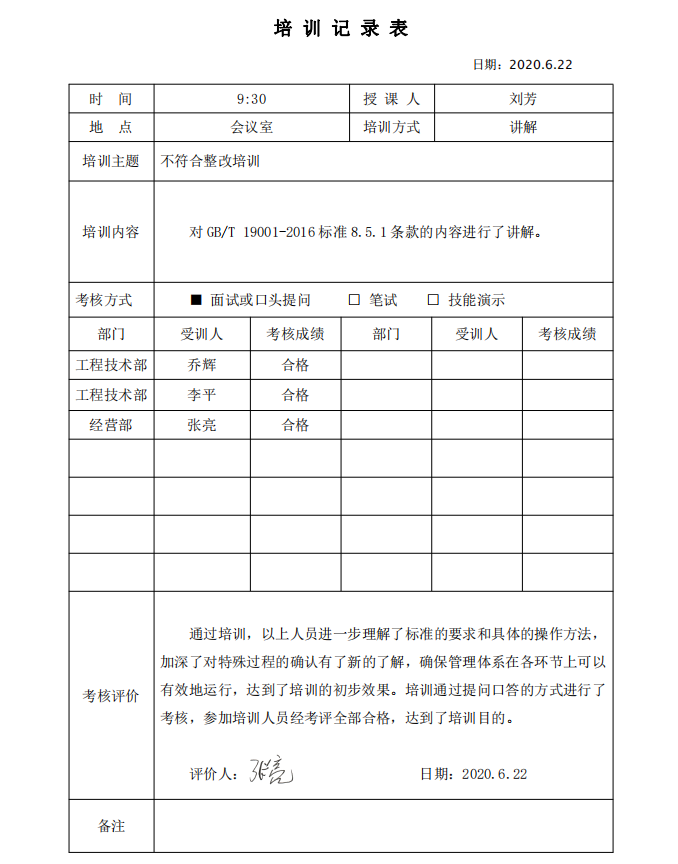 培 训 记 录 表
日期：2020.6.22
时 间 9:30 授 课 人 刘芳
地 点 会议室 培训方式 讲解
培训主题 不符合整改培训
培训内容 对 GB/T 19001-2016 标准 8.5.1 条款的内容进行了讲解。
考核方式 ■ 面试或口头提问 □ 笔试 □ 技能演示
部门 受训人 考核成绩 部门 受训人 考核成绩
工程技术部 乔辉 合格
工程技术部 李平 合格
经营部 张亮 合格
通过培训，以上人员进一步理解了标准的要求和具体的操作方法，
加深了对特殊过程的确认有了新的了解，确保管理体系在各环节上可以
有效地运行，达到了培训的初步效果。培训通过提问口答的方式进行了
考核评价
考核，参加培训人员经考评全部合格，达到了培训目的。
评价人：张亮 日期：2020.6.22
备注